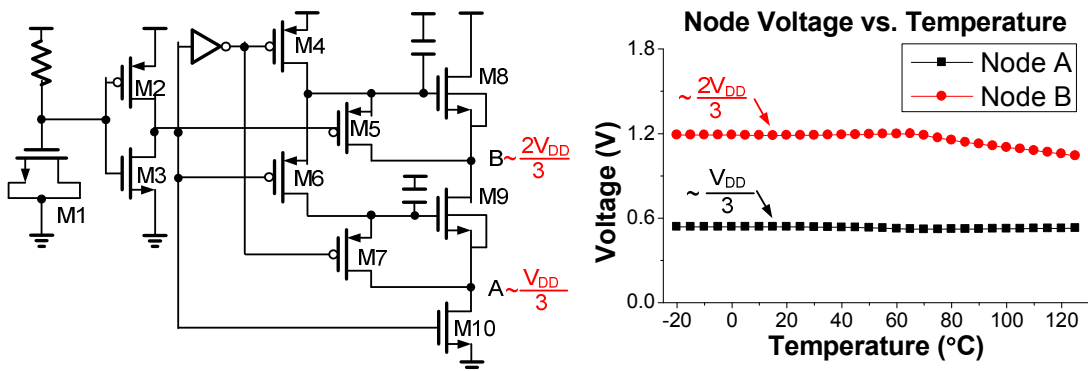 M1
M2
M3
M4
M5
M6
M7
M8
B~2VDD
3
M9
A~VDD
3
M10
Node Voltage vs. Temperature
Node A
Node B
~2VDD
3
~VDD
3
1.8
1.2
0.6
0.0
Voltage (V)
-20 0 20 40 60 80 100 120
Temperature (°C)